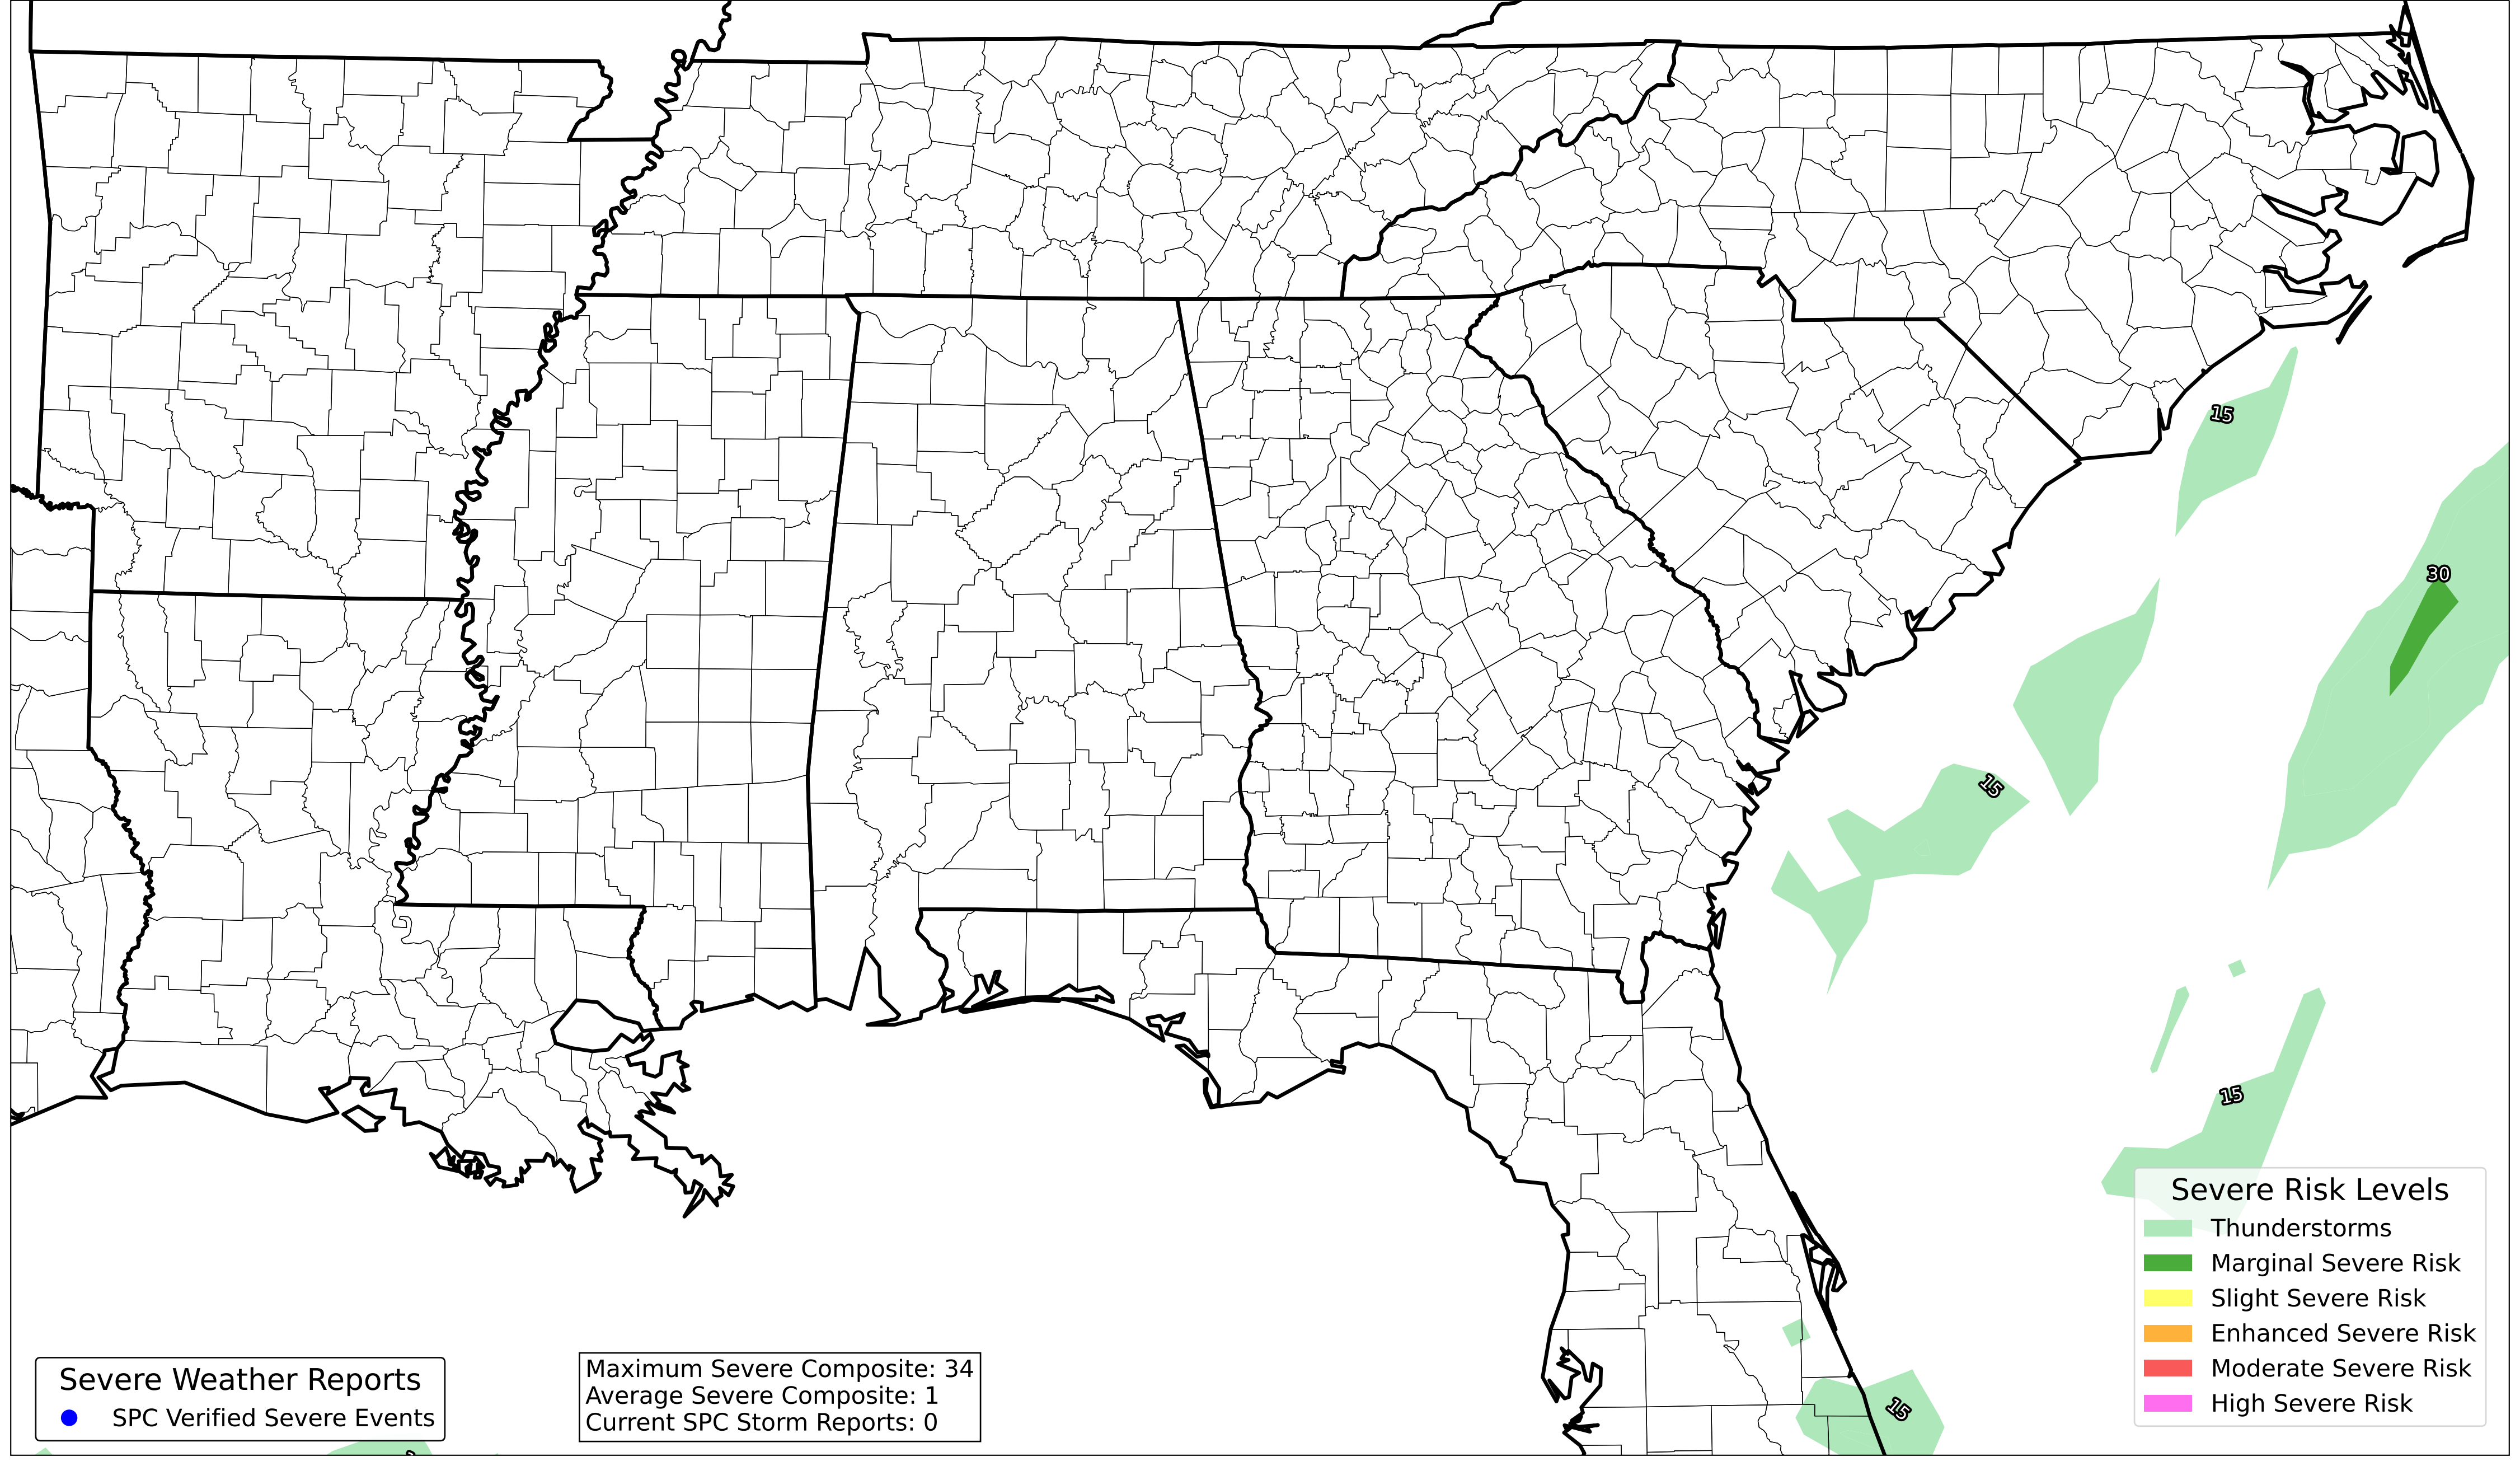 15
30
15
15
15
Severe Risk Levels
Thunderstorms
Marginal Severe Risk
Slight Severe Risk
Enhanced Severe Risk
Moderate Severe Risk
High Severe Risk
Severe Weather Reports
SPC Verified Severe Events
Maximum Severe Composite: 34
Average Severe Composite: 1
Current SPC Storm Reports: 0